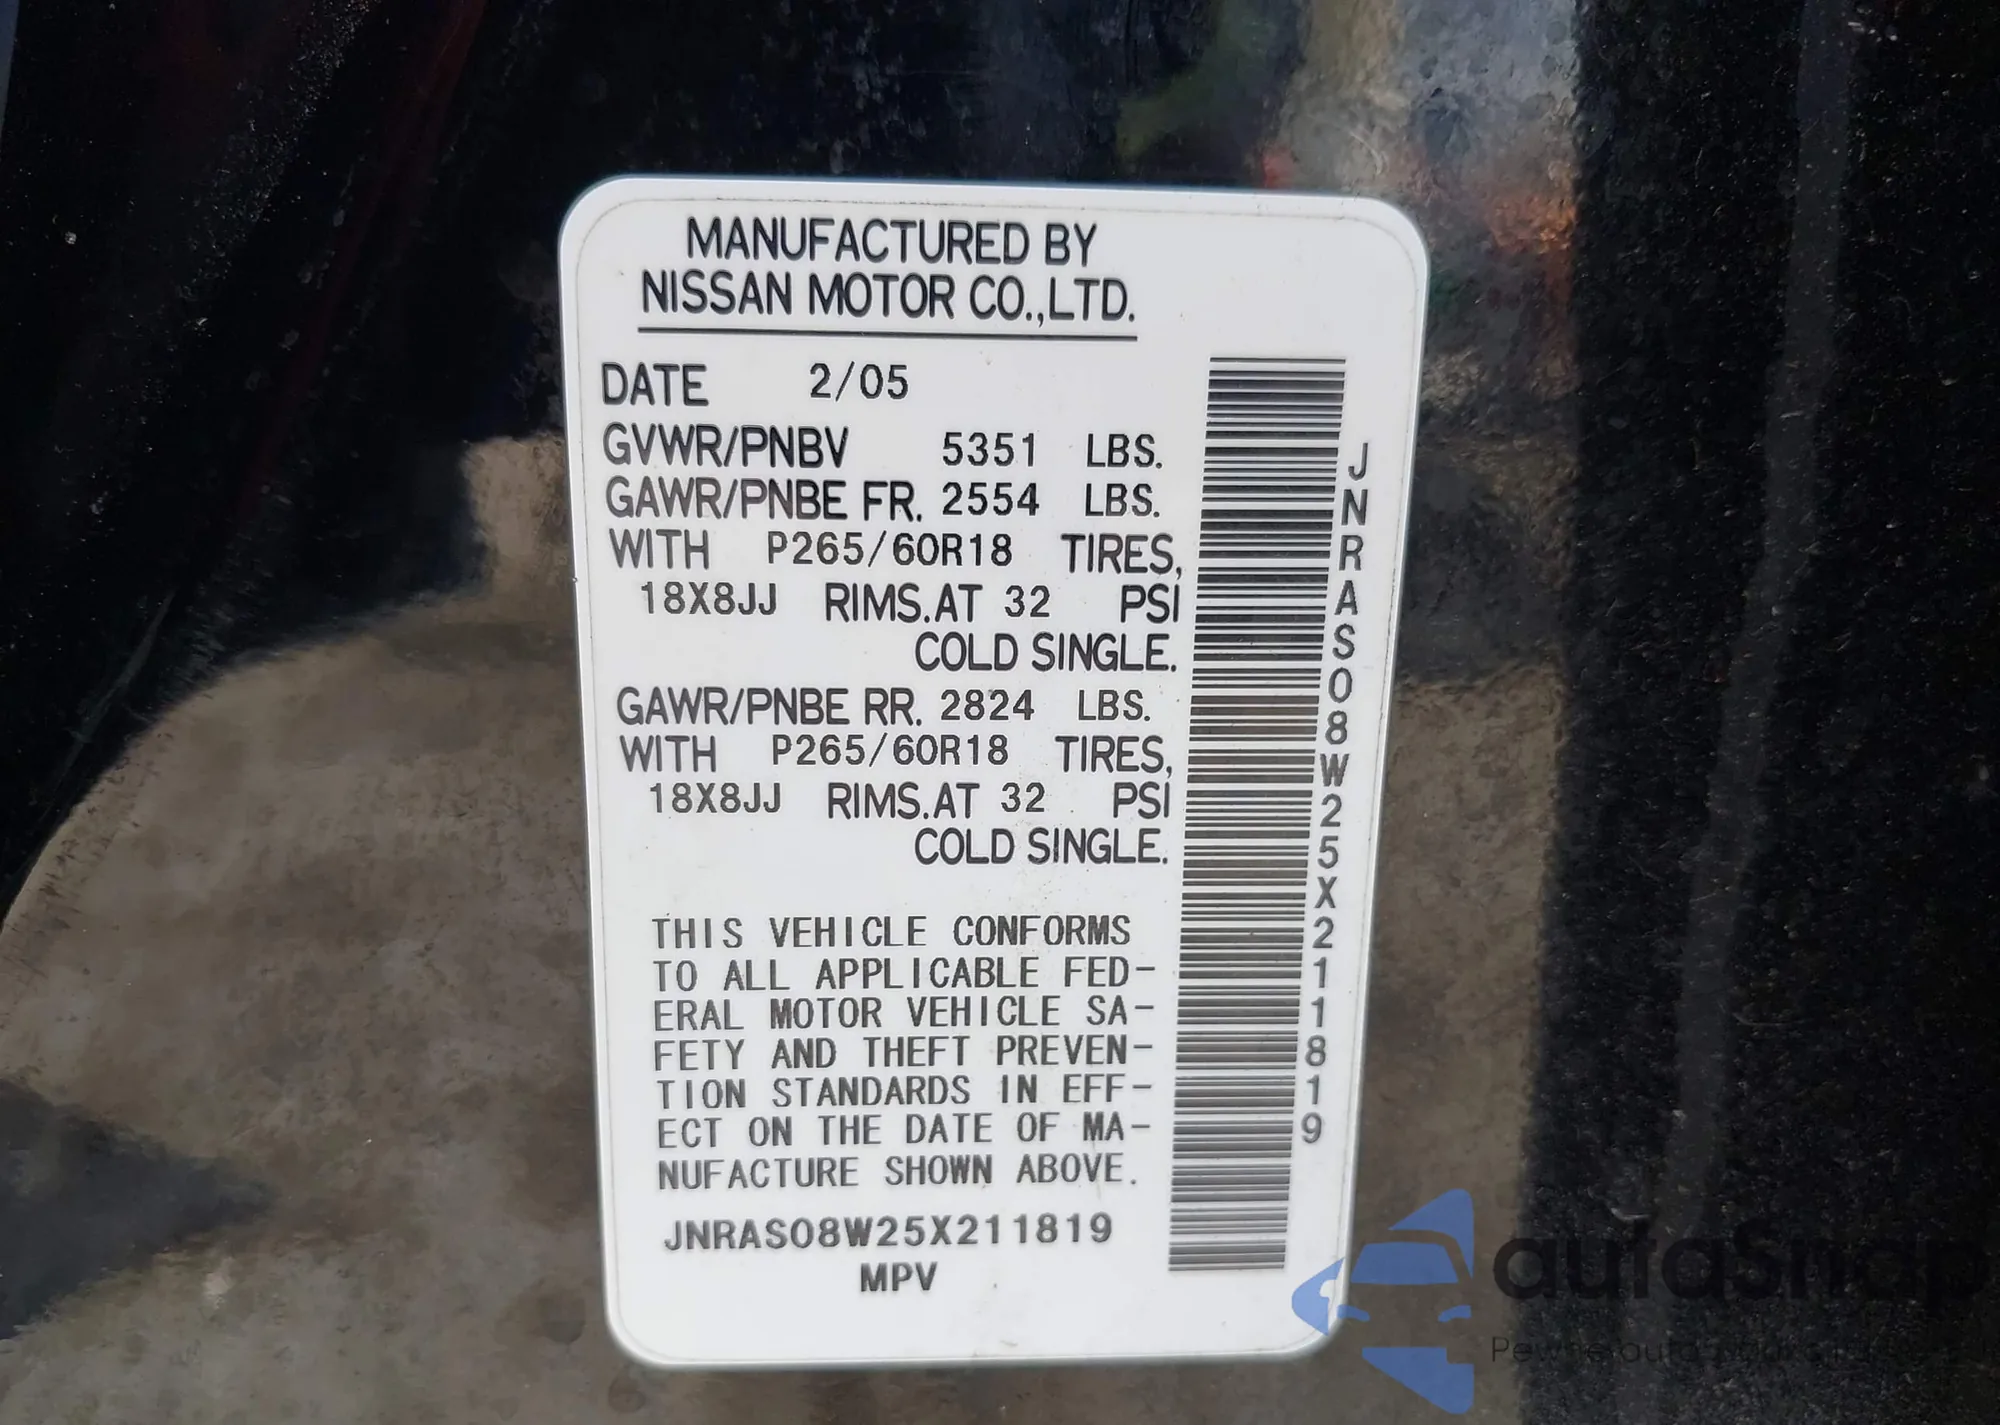 MANUFACTURED BY
NISSAN MOTOR CO.,LTD.
DATE 2/05
GVWR/PNBV 5351 LBS.
GAWR/PNBE FR. 2554 LBS.
WITH P265/60R18 TIRES,
18X8JJ RIMS.AT 32 PSI
COLD SINGLE.
GAWR/PNBE RR. 2824 LBS.
WITH P265/60R18 TIRES,
18X8JJ RIMS.AT 32 PSI
COLD SINGLE.
THIS VEHICLE CONFORMS
TO ALL APPLICABLE FED-
ERAL MOTOR VEHICLE SA-
FETY AND THEFT PREVEN-
TION STANDARDS IN EFF-
ECT ON THE DATE OF MA-
NUFACTURE SHOWN ABOVE.
JNRAS08W25X211819
MPV
JNRAS08W25X211819
autoSnap